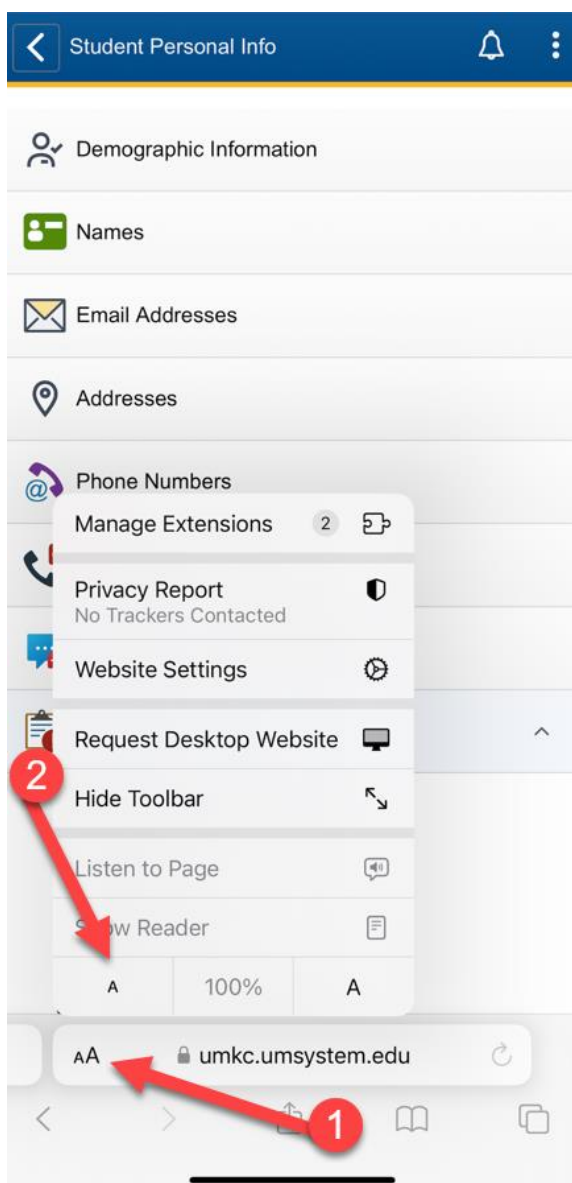 Student Personal Info
Demographic Information
Names
Email Addresses
Addresses
@ Phone Numbers
Manage Extensions 2
Privacy Report
No Trackers Contacted
Website Settings
Request Desktop Website
2
Hide Toolbar
Listen to Page
Show Reader
A 100% A
AA umkc.umsystem.edu
1